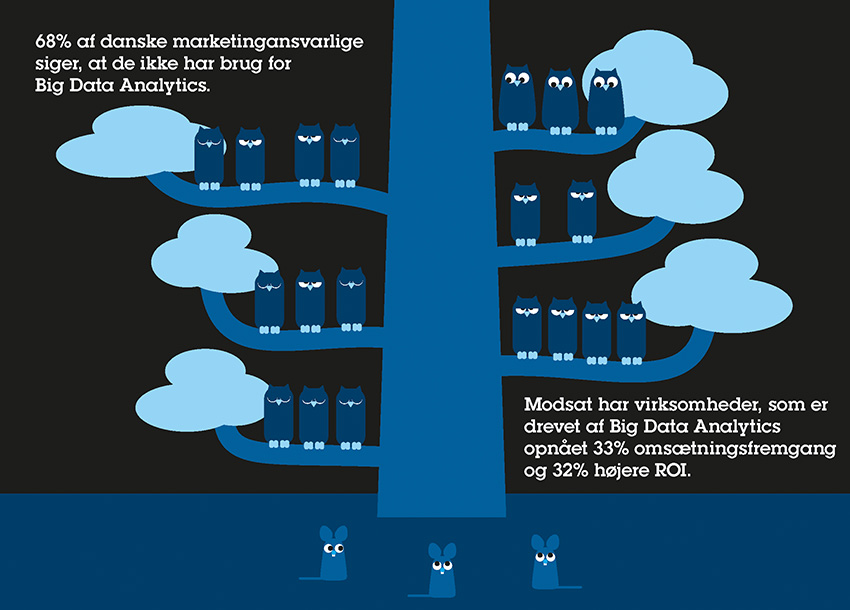 68% af danske marketingansvarlige
siger, at de ikke har brug for
Big Data Analytics.
Modsat har virksomheder, som er
drevet af Big Data Analytics
opnået 33% omsætningsfremgang
og 32% højere ROI.